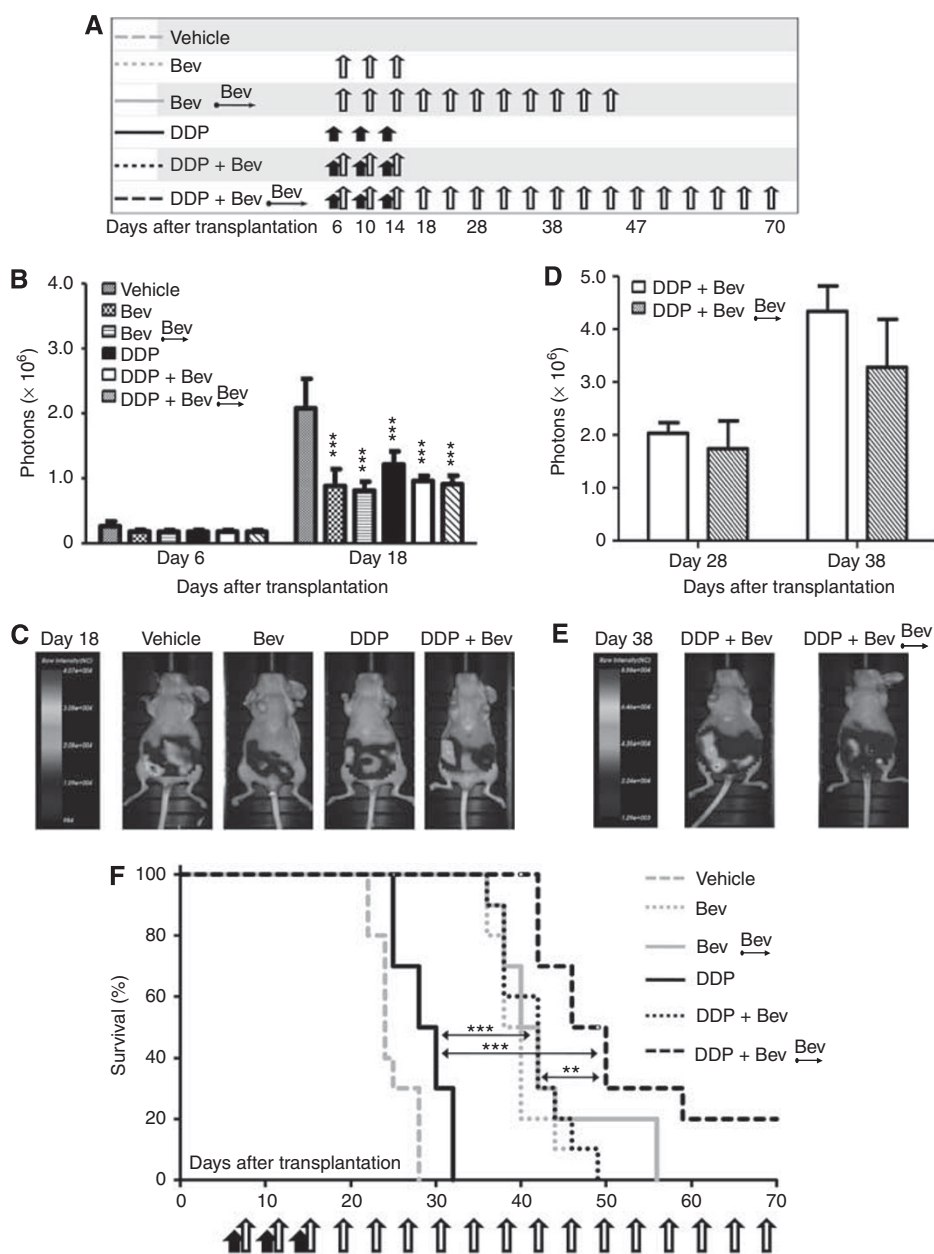 A
Vehicle
Bev
Bev Bev
DDP
DDP + Bev
DDP + Bev Bev
Days after transplantation 6 10 14 18 28 38 47 70
B
4.0
3.0
2.0
1.0
0
Photons (× 10⁶)
Vehicle
Bev
Bev Bev
DDP
DDP + Bev
DDP + Bev Bev
*** *** *** *** ***
Day 6 Day 18
Days after transplantation
D
5.0
4.0
3.0
2.0
1.0
0
Photons (× 10⁶)
DDP + Bev
DDP + Bev Bev
Day 28 Day 38
Days after transplantation
C Day 18 Vehicle Bev DDP DDP + Bev
Raw Intensity(NC)
E Day 38 DDP + Bev DDP + Bev Bev
Raw Intensity(NC)
F
100
80
60
40
20
0
Survival (%)
Vehicle
Bev
Bev Bev
DDP
DDP + Bev
DDP + Bev Bev
***
***
**
Days after transplantation
0 10 20 30 40 50 60 70